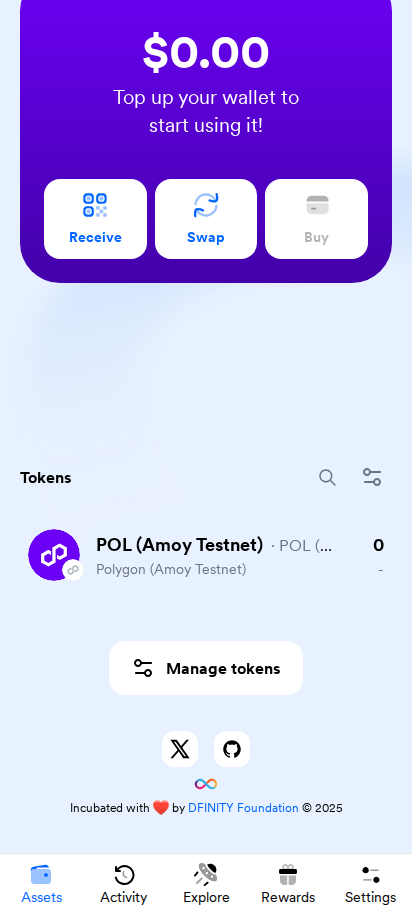 $0.00
Top up your wallet to
start using it!
Receive
Swap
Buy
Tokens
POL (Amoy Testnet) · POL (...
0
Polygon (Amoy Testnet)
-
Manage tokens
Incubated with ❤️ by DFINITY Foundation © 2025
Assets
Activity
Explore
Rewards
Settings